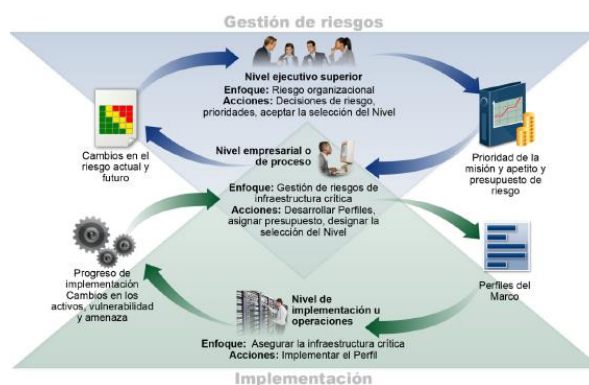 Gestión de riesgos
Nivel ejecutivo superior
Enfoque: Riesgo organizacional
Acciones: Decisiones de riesgo,
prioridades, aceptar la selección del Nivel
Cambios en el
riesgo actual y
futuro
Nivel empresarial o
de proceso
Prioridad de la
misión y apetito y
presupuesto de
riesgo
Enfoque: Gestión de riesgos de
infraestructura crítica
Acciones: Desarrollar Perfiles,
asignar presupuesto, designar la
selección del Nivel
Progreso de
implementación
Cambios en los
activos, vulnerabilidad
y amenaza
Perfiles del
Marco
Nivel de
implementación u
operaciones
Enfoque: Asegurar la infraestructura crítica
Acciones: Implementar el Perfil
Implementación